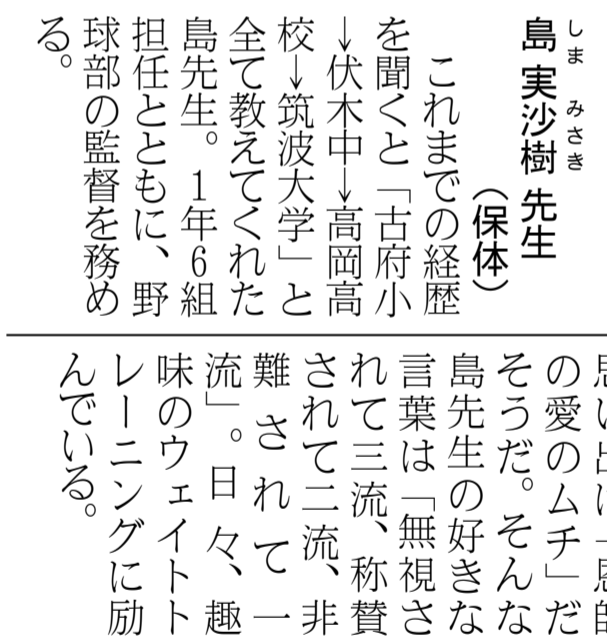 しま みさき
島 実沙樹 先生
（保体）
これまでの経歴
を聞くと「古府小
→伏木中→高岡高
校→筑波大学」と
全て教えてくれた
島先生。1年6組
担任とともに、野
球部の監督を務め
る。
の愛のムチ」だ
そうだ。そんな
島先生の好きな
言葉は「無視さ
れて三流、称賛
されて二流、非
難されて一
流」。日々、趣
味のウェイトト
レーニングに励
んでいる。